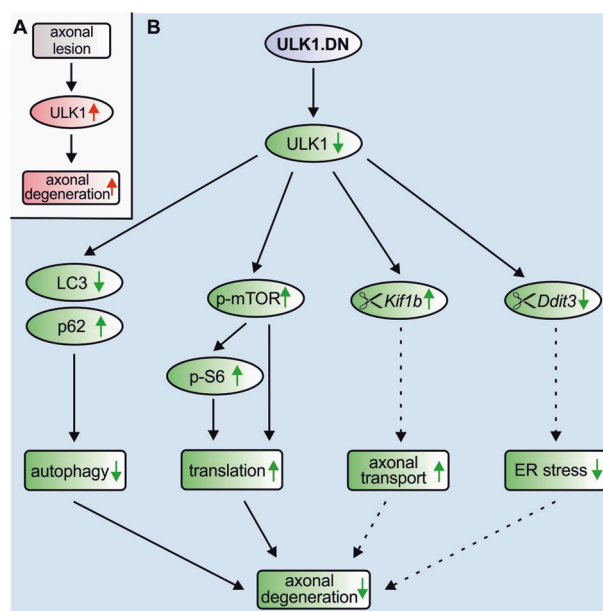 A
axonal
lesion
ULK1
axonal
degeneration
B
ULK1.DN
ULK1
LC3
p62
p-mTOR
p-S6
Kif1b
Ddit3
autophagy
translation
axonal
transport
ER stress
axonal
degeneration